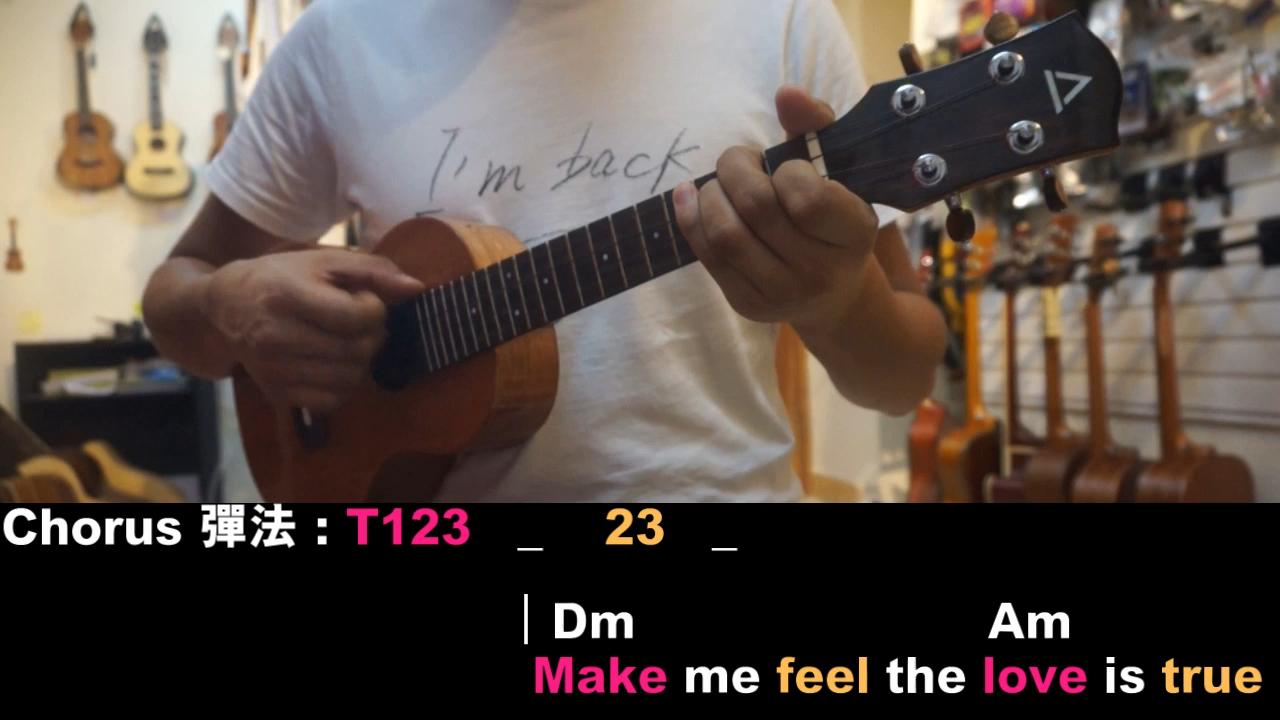 I'm back
Chorus 彈法 : T123 _ 23 _
| Dm Am
Make me feel the love is true